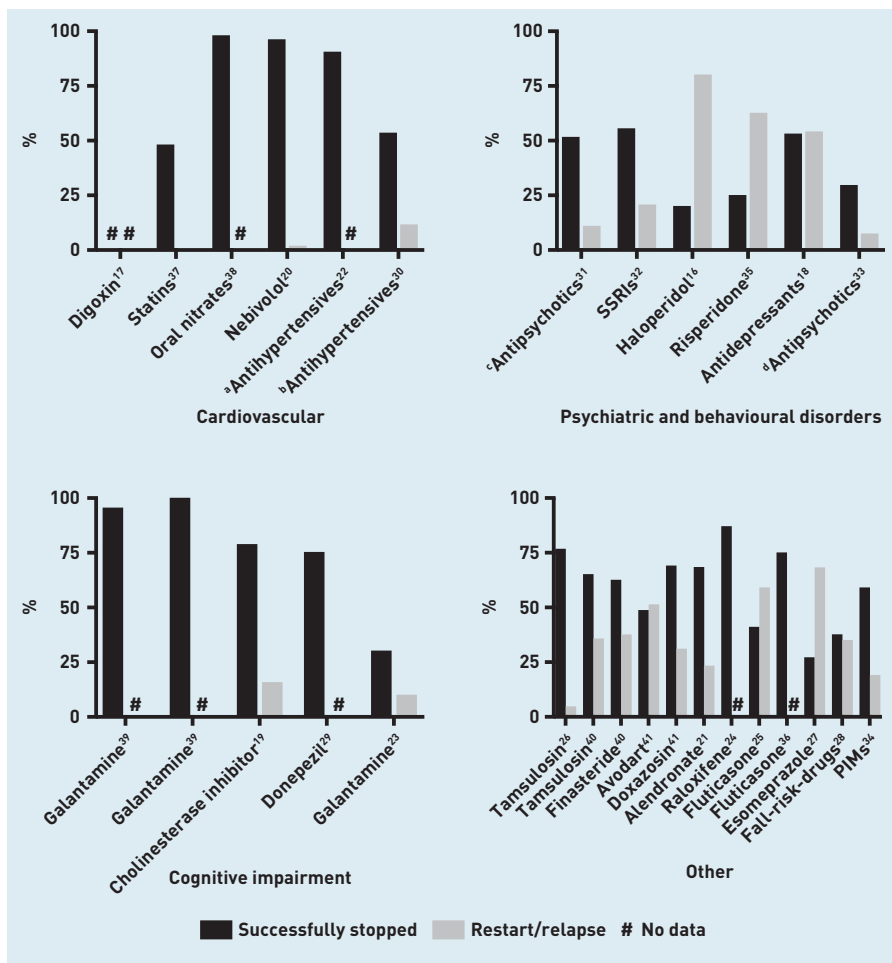 100
75
50
25
0
%
# #
#
#
Digoxin¹⁷
Statins³⁷
Oral nitrates³⁸
Nebivolol²⁰
ᵃAntihypertensives²²
ᵇAntihypertensives³⁰
Cardiovascular
100
75
50
25
0
%
ᶜAntipsychotics³¹
SSRIs³²
Haloperidol¹⁶
Risperidone³⁵
Antidepressants¹⁸
ᵈAntipsychotics³³
Psychiatric and behavioural disorders
100
75
50
25
0
%
#
#
#
Galantamine³⁹
Galantamine³⁹
Cholinesterase inhibitor¹⁹
Donepezil²⁹
Galantamine²³
Cognitive impairment
100
75
50
25
0
%
#
#
Tamsulosin²⁶
Tamsulosin⁴⁰
Finasteride⁴⁰
Avodart⁴¹
Doxazosin⁴¹
Alendronate²¹
Raloxifene²⁴
Fluticasone²⁵
Fluticasone³⁶
Esomeprazole²⁷
Fall-risk-drugs²⁸
PIMs³⁴
Other
Successfully stopped Restart/relapse # No data